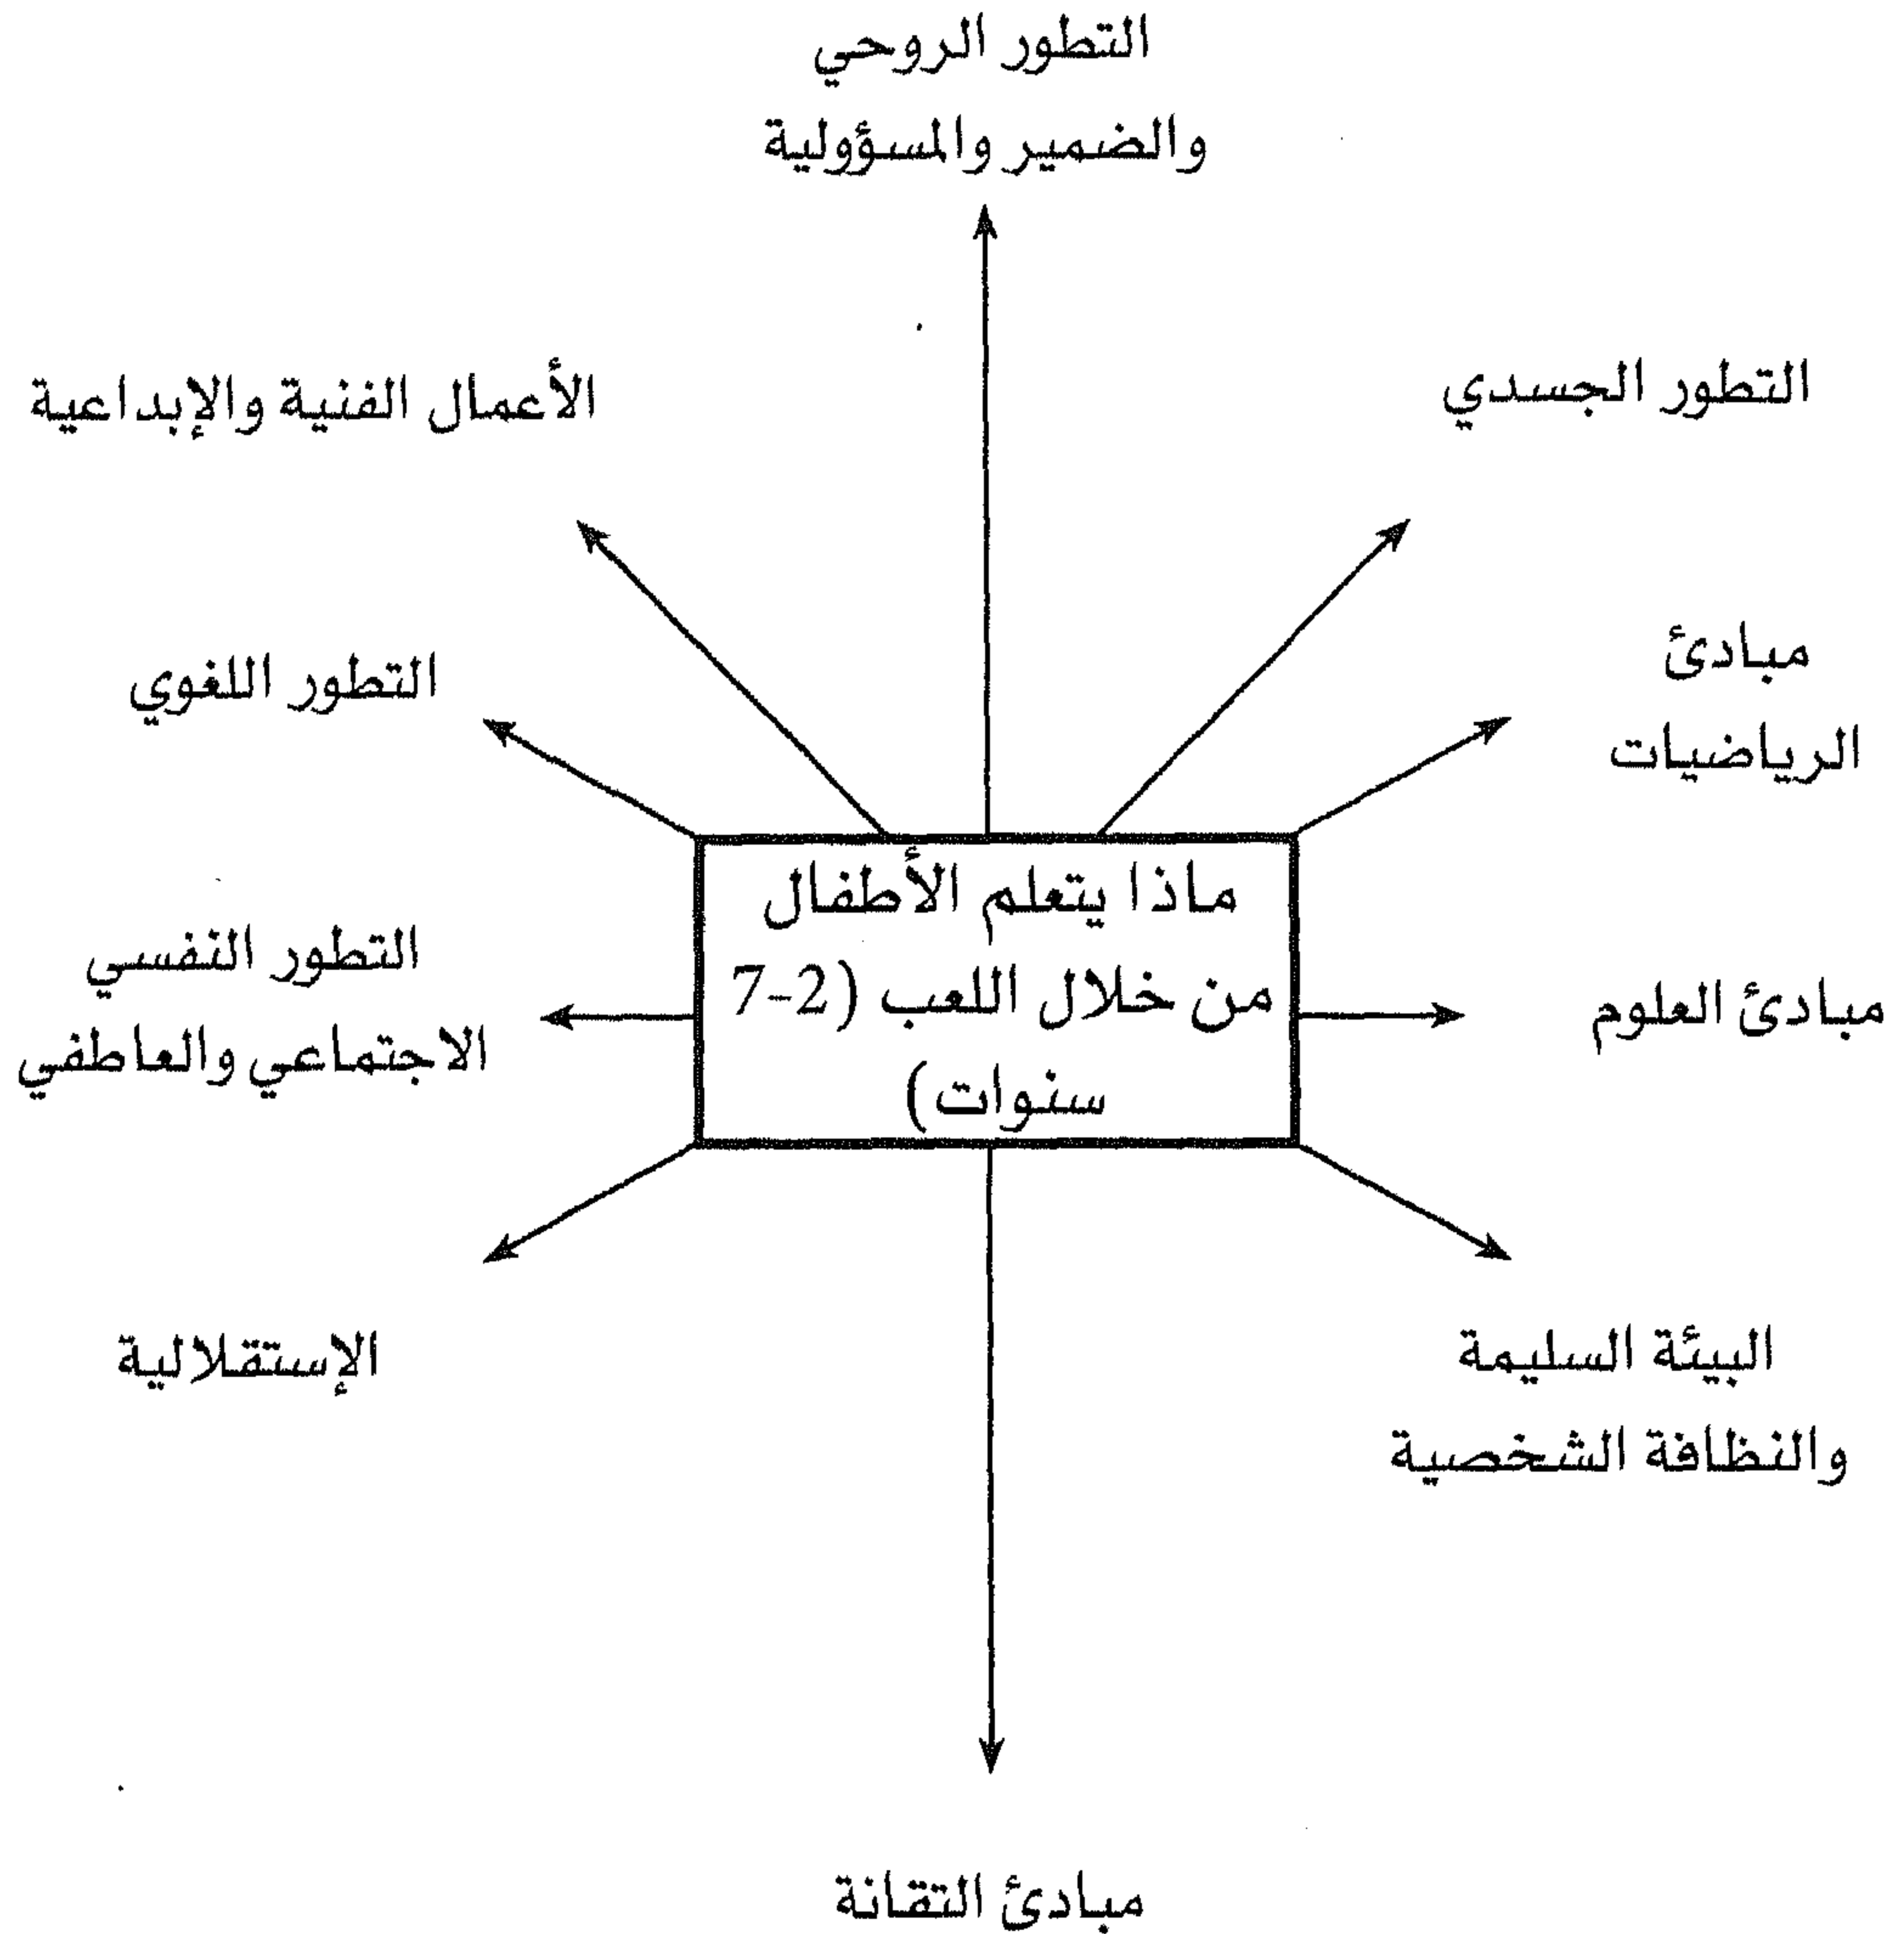 التطور الروحي
والضمير والمسؤولية
التطور الجسدي
الأعمال الفنية والإبداعية
مبادئ
الرياضيات
التطور اللغوي
ماذا يتعلم الأطفال
من خلال اللعب (2-7
سنوات)
مبادئ العلوم
التطور النفسي
الاجتماعي والعاطفي
البيئة السليمة
والنظافة الشخصية
الإستقلالية
مبادئ التقانة